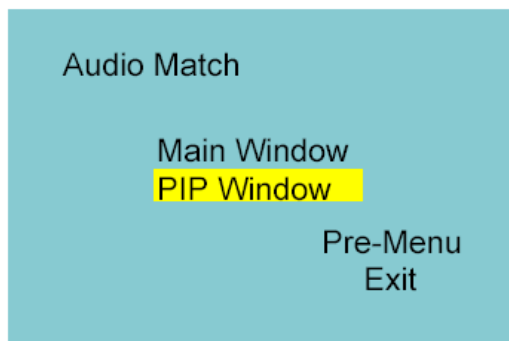 Audio Match
Main Window
PIP Window
Pre-Menu
Exit